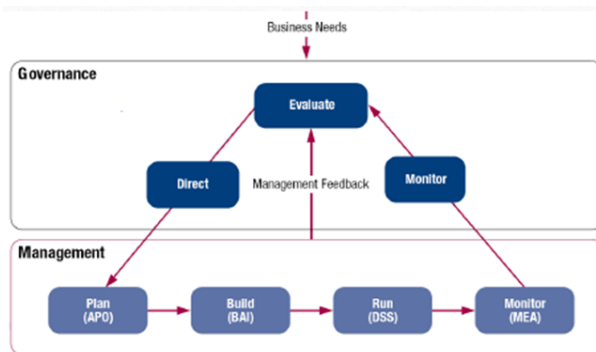 Business Needs
Governance
Evaluate
Direct
Management Feedback
Monitor
Management
Plan
(APO)
Build
(BAI)
Run
(DSS)
Monitor
(MEA)